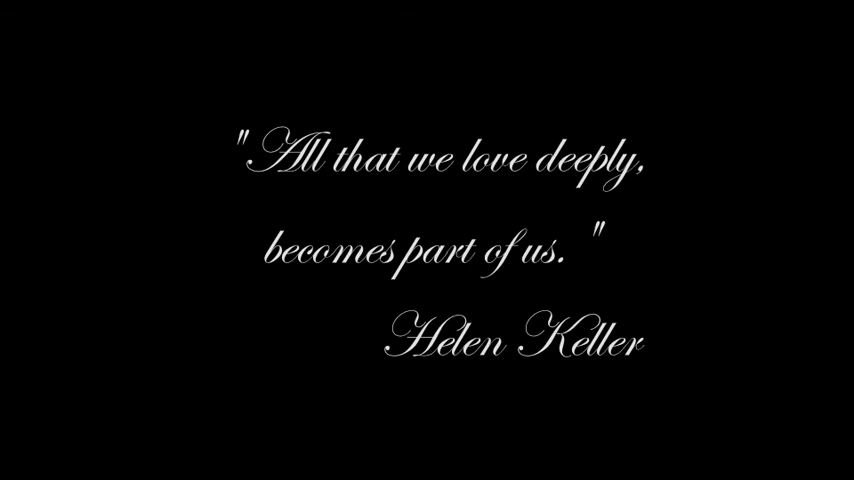 "All that we love deeply,
becomes part of us. "
Helen Keller